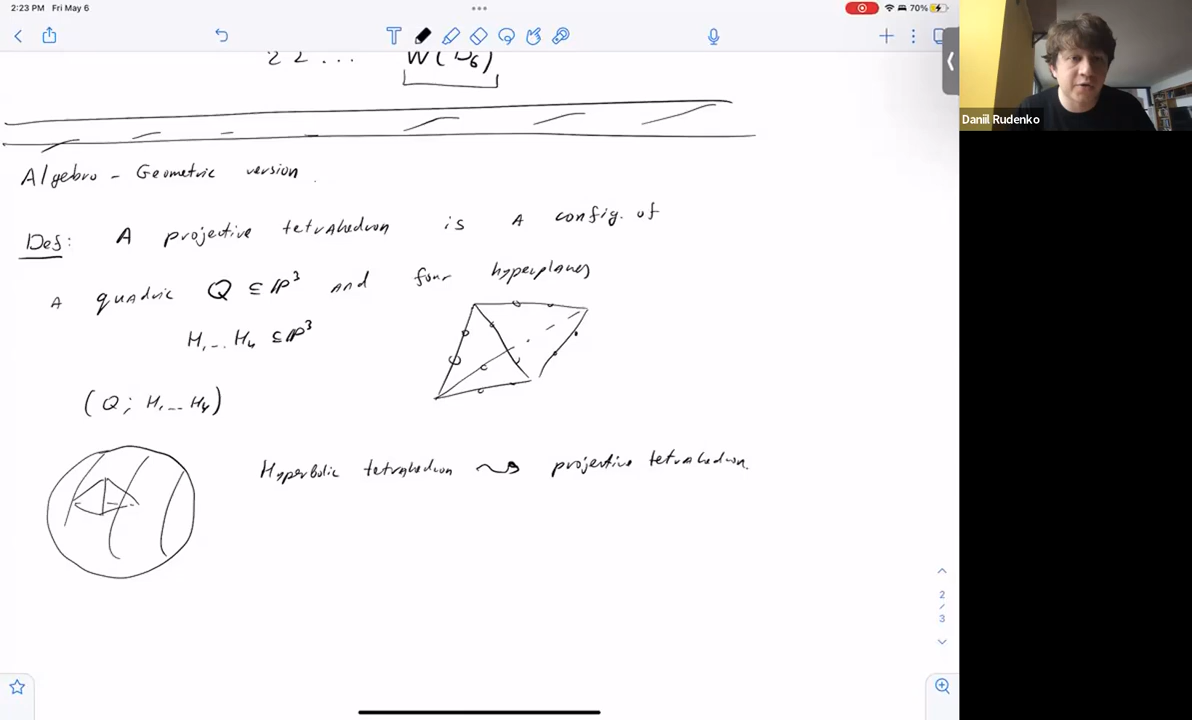 2:23 PM Fri May 6
70%
W(D6)
Daniil Rudenko
Algebro - Geometric version.
Def: A projective tetrahedron is a config. of
a quadric Q ⊆ ℙ³ and four hyperplanes
H₁...H₄ ⊆ ℙ³
(Q; H₁...H₄)
Hyperbolic tetrahedron ⇝ projective tetrahedron.
2
/
3